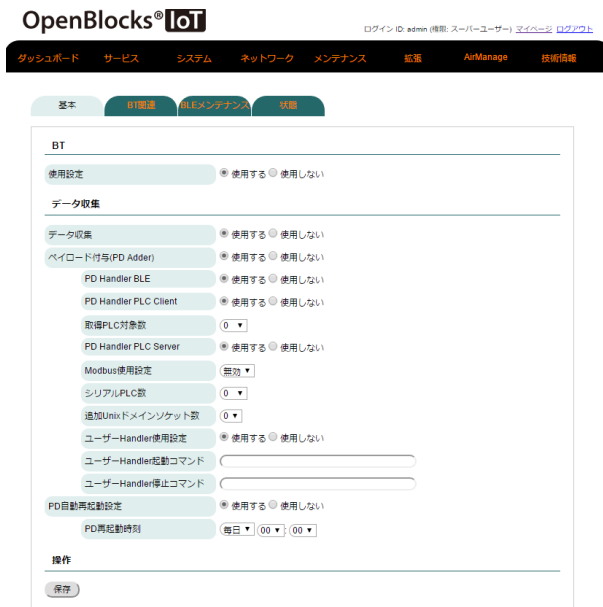 OpenBlocks® IoT
ログイン ID: admin (権限: スーパーユーザー) マイページ ログアウト
ダッシュボード サービス システム ネットワーク メンテナンス 拡張 AirManage 技術情報
基本 BT関連 BLEメンテナンス 状態
BT
使用設定 使用する 使用しない
データ収集
データ収集 使用する 使用しない
ペイロード付与(PD Adder) 使用する 使用しない
PD Handler BLE 使用する 使用しない
PD Handler PLC Client 使用する 使用しない
取得PLC対象数 0
PD Handler PLC Server 使用する 使用しない
Modbus使用設定 無効
シリアルPLC数 0
追加Unixドメインソケット数 0
ユーザーHandler使用設定 使用する 使用しない
ユーザーHandler起動コマンド
ユーザーHandler停止コマンド
PD自動再起動設定 使用する 使用しない
PD再起動時刻 毎日 00 : 00
操作
保存